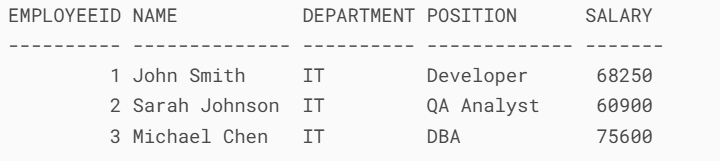 EMPLOYEEID NAME           DEPARTMENT POSITION      SALARY
---------- -------------- ---------- ------------- -------
         1 John Smith     IT         Developer      68250
         2 Sarah Johnson  IT         QA Analyst     60900
         3 Michael Chen   IT         DBA            75600